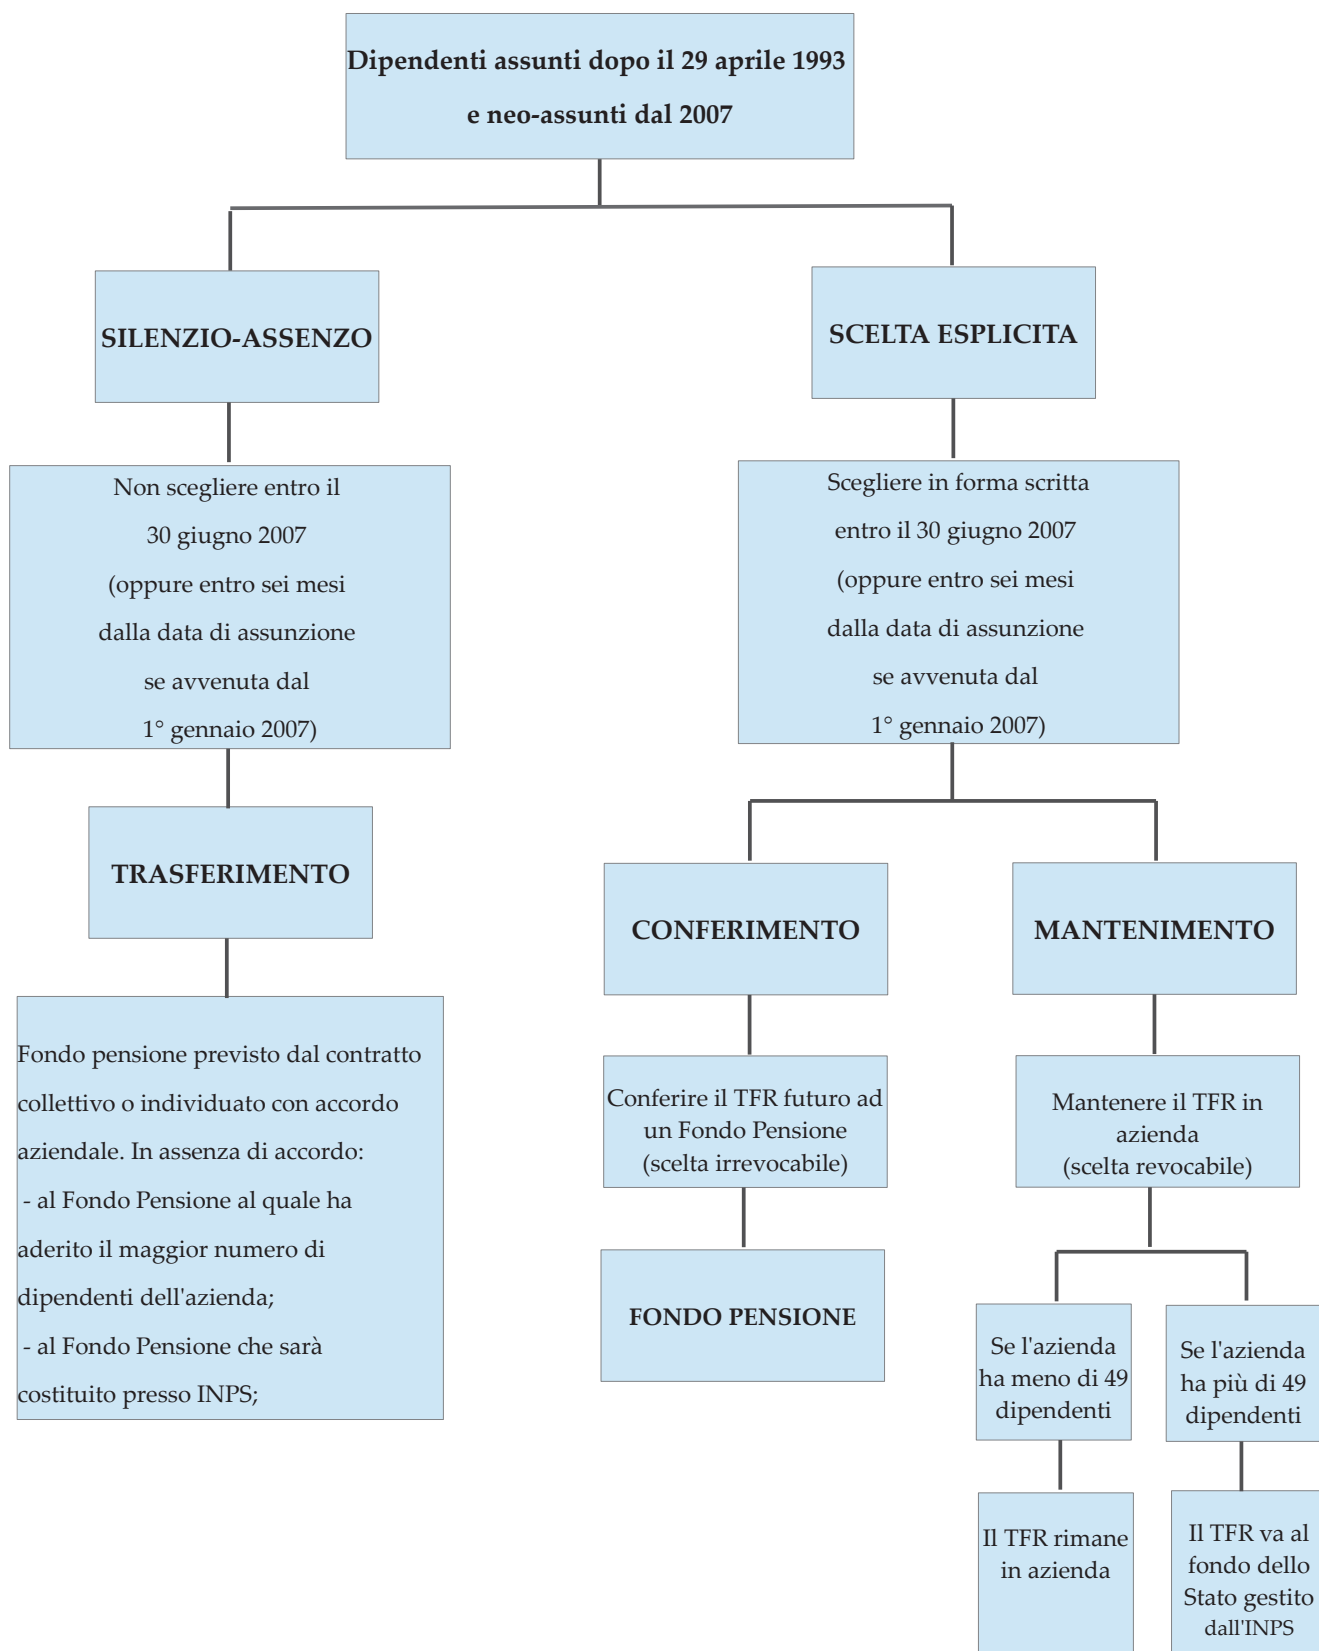 Dipendenti assunti dopo il 29 aprile 1993
e neo-assunti dal 2007
SILENZIO-ASSENZO
SCELTA ESPLICITA
Non scegliere entro il
30 giugno 2007
(oppure entro sei mesi
dalla data di assunzione
se avvenuta dal
1° gennaio 2007)
Scegliere in forma scritta
entro il 30 giugno 2007
(oppure entro sei mesi
dalla data di assunzione
se avvenuta dal
1° gennaio 2007)
TRASFERIMENTO
CONFERIMENTO
MANTENIMENTO
Fondo pensione previsto dal contratto
collettivo o individuato con accordo
aziendale. In assenza di accordo:
- al Fondo Pensione al quale ha
aderito il maggior numero di
dipendenti dell'azienda;
- al Fondo Pensione che sarà
costituito presso INPS;
Conferire il TFR futuro ad
un Fondo Pensione
(scelta irrevocabile)
Mantenere il TFR in
azienda
(scelta revocabile)
FONDO PENSIONE
Se l'azienda
ha meno di 49
dipendenti
Se l'azienda
ha più di 49
dipendenti
Il TFR rimane
in azienda
Il TFR va al
fondo dello
Stato gestito
dall'INPS